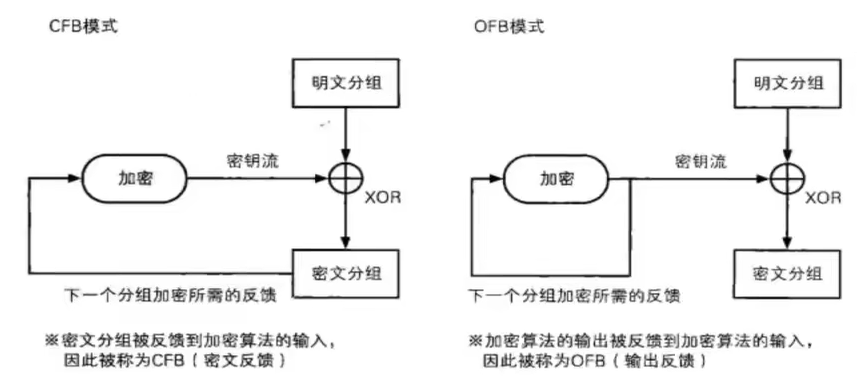 CFB模式
明文分组
加密
密钥流
XOR
密文分组
下一个分组加密所需的反馈
※密文分组被反馈到加密算法的输入，
因此被称为CFB（密文反馈）
OFB模式
明文分组
加密
密钥流
XOR
密文分组
下一个分组加密所需的反馈
※加密算法的输出被反馈到加密算法的输入，
因此被称为OFB（输出反馈）